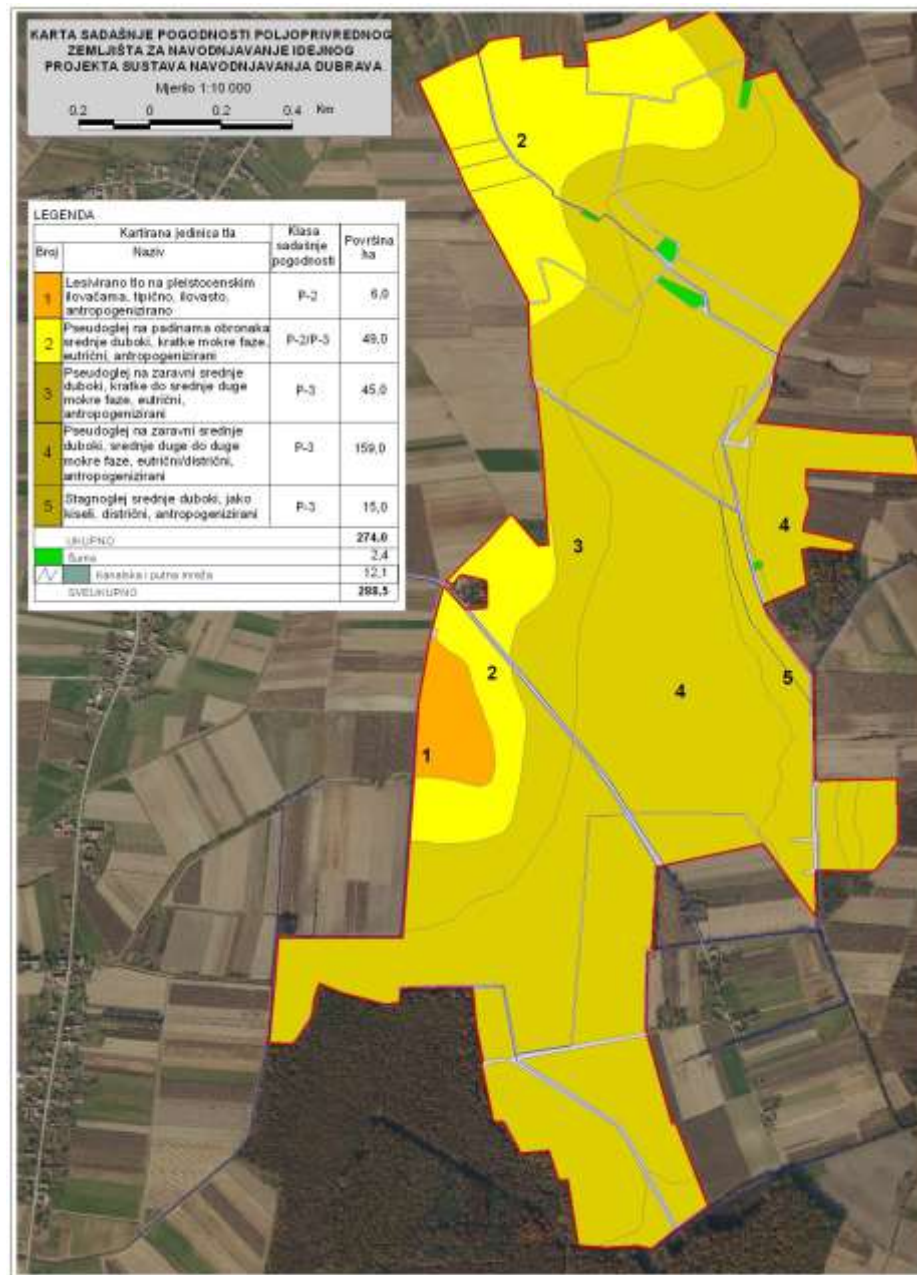 KARTA SADAŠNJE POGODNOSTI POLJOPRIVREDNOG
ZEMLJIŠTA ZA NAVODNJAVANJE IDEJNOG
PROJEKTA SUSTAVA NAVODNJAVANJA DUBRAVA
Mjerilo 1:10 000
0.2 0 0.2 0.4 Km
LEGENDA
Kartirana jedinica tla
Broj Naziv
Klasa
sadašnje
pogodnosti
Površina
ha
1
Lesivirano tlo na pleistocenskim
ilovačama, tipično, ilovasto,
antropogenizirano
P-2 6,0
2
Pseudoglej na padinama obronaka
srednje duboki, kratke mokre faze,
eutrični, antropogenizirani
P-2/P-3 49,0
3
Pseudoglej na zaravni srednje
duboki, kratke do srednje duge
mokre faze, eutrični,
antropogenizirani
P-3 45,0
4
Pseudoglej na zaravni srednje
duboki, srednje duge do duge
mokre faze, eutrični/distrični,
antropogenizirani
P-3 159,0
5
Stagnoglej srednje duboki, jako
kiseli, distrični, antropogenizirani
P-3 15,0
UKUPNO 274,0
Šuma 2,4
Kanalska i putna mreža 12,1
SVEUKUPNO 288,5
2
4
3
2
4
5
1